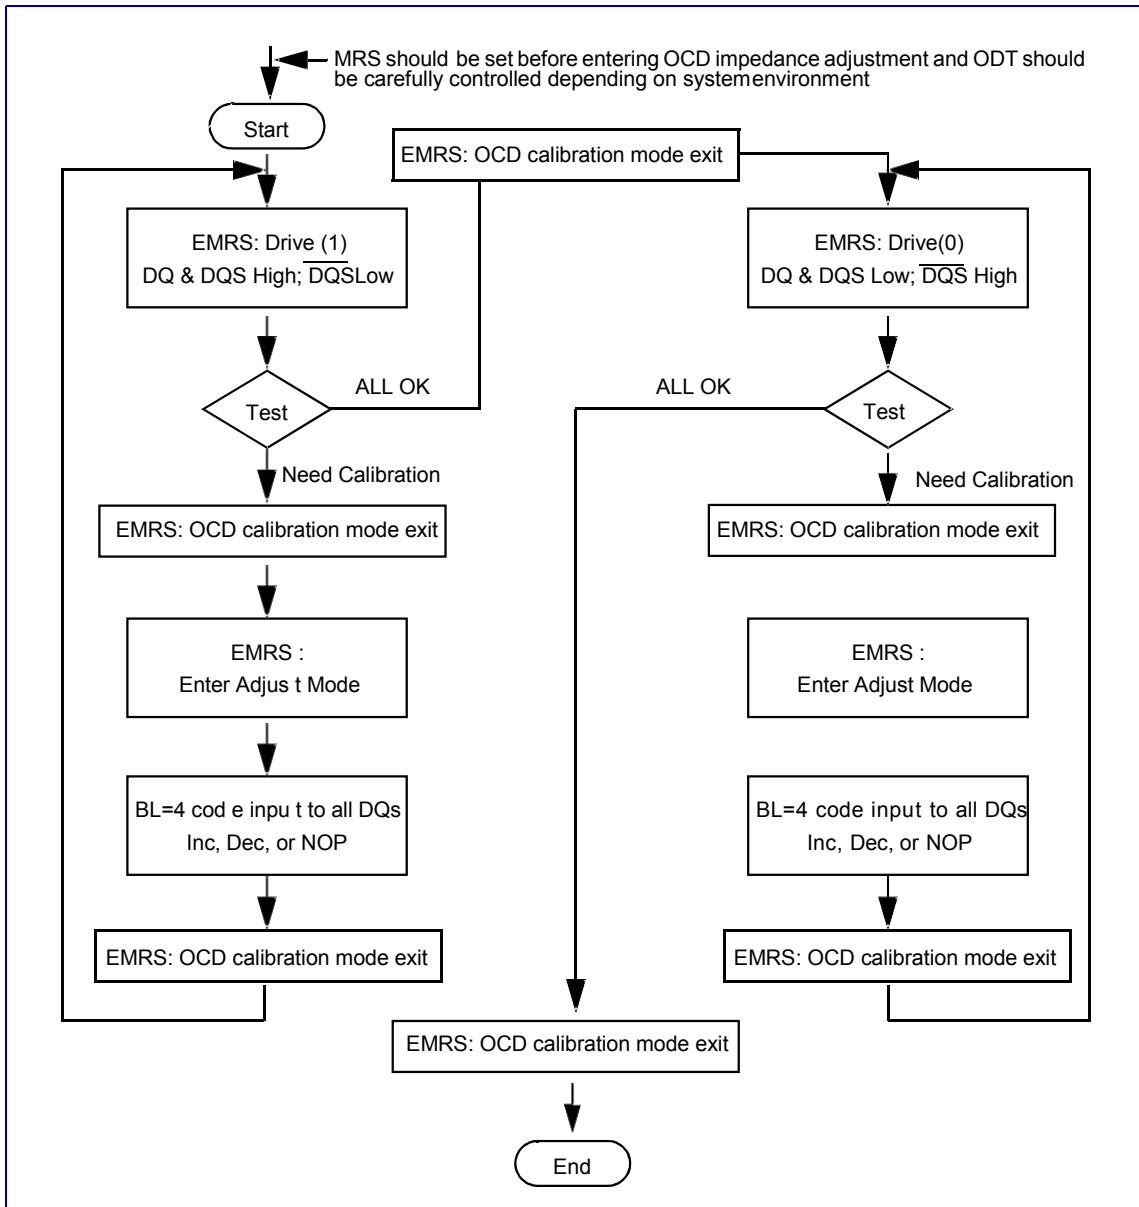 MRS should be set before entering OCD impedance adjustment and ODT should
be carefully controlled depending on systemenvironment
Start
EMRS: OCD calibration mode exit
EMRS: Drive (1)
DQ & DQS High; DQSLow
ALL OK
Test
Need Calibration
EMRS: OCD calibration mode exit
EMRS :
Enter Adjus t Mode
BL=4 cod e inpu t to all DQs
Inc, Dec, or NOP
EMRS: OCD calibration mode exit
EMRS: Drive(0)
DQ & DQS Low; DQS High
ALL OK
Test
Need Calibration
EMRS: OCD calibration mode exit
EMRS :
Enter Adjust Mode
BL=4 code input to all DQs
Inc, Dec, or NOP
EMRS: OCD calibration mode exit
EMRS: OCD calibration mode exit
End